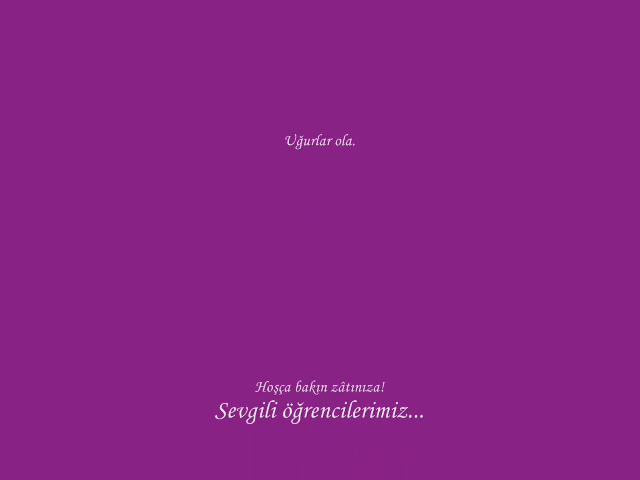 Uğurlar ola.
Hoşça bakın zâtınıza!
Sevgili öğrencilerimiz...